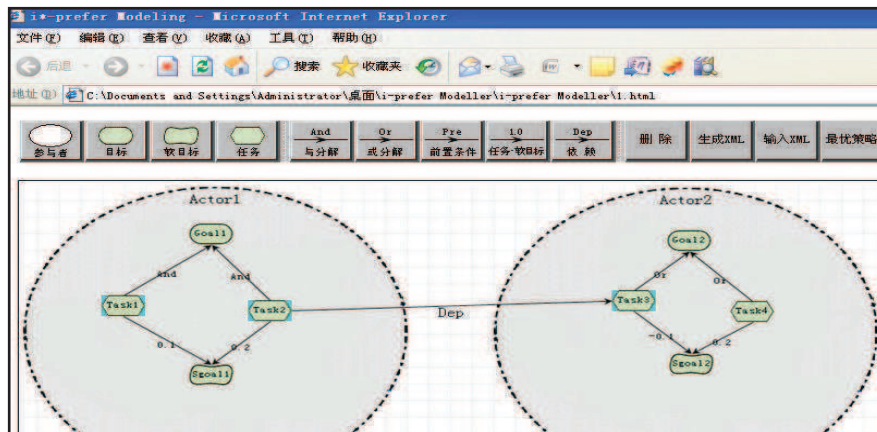 i*-prefer Modeling - Microsoft Internet Explorer
文件(F) 编辑(E) 查看(V) 收藏(A) 工具(T) 帮助(H)
后退 搜索 收藏夹
地址(D) C:\Documents and Settings\Administrator\桌面\i-prefer Modeller\i-prefer Modeller\1.html
And Or Pre 1.0 Dep
参与者 目标 软目标 任务 与分解 或分解 前置条件 任务-软目标 依赖 删除 生成XML 输入XML 最优策略
Actor1 Actor2
Goal1 Goal2
And And Or Or
Task1 Task2 Task3 Task4
Dep
0.1 0.2 -0.1 0.2
Sgoal1 Sgoal2